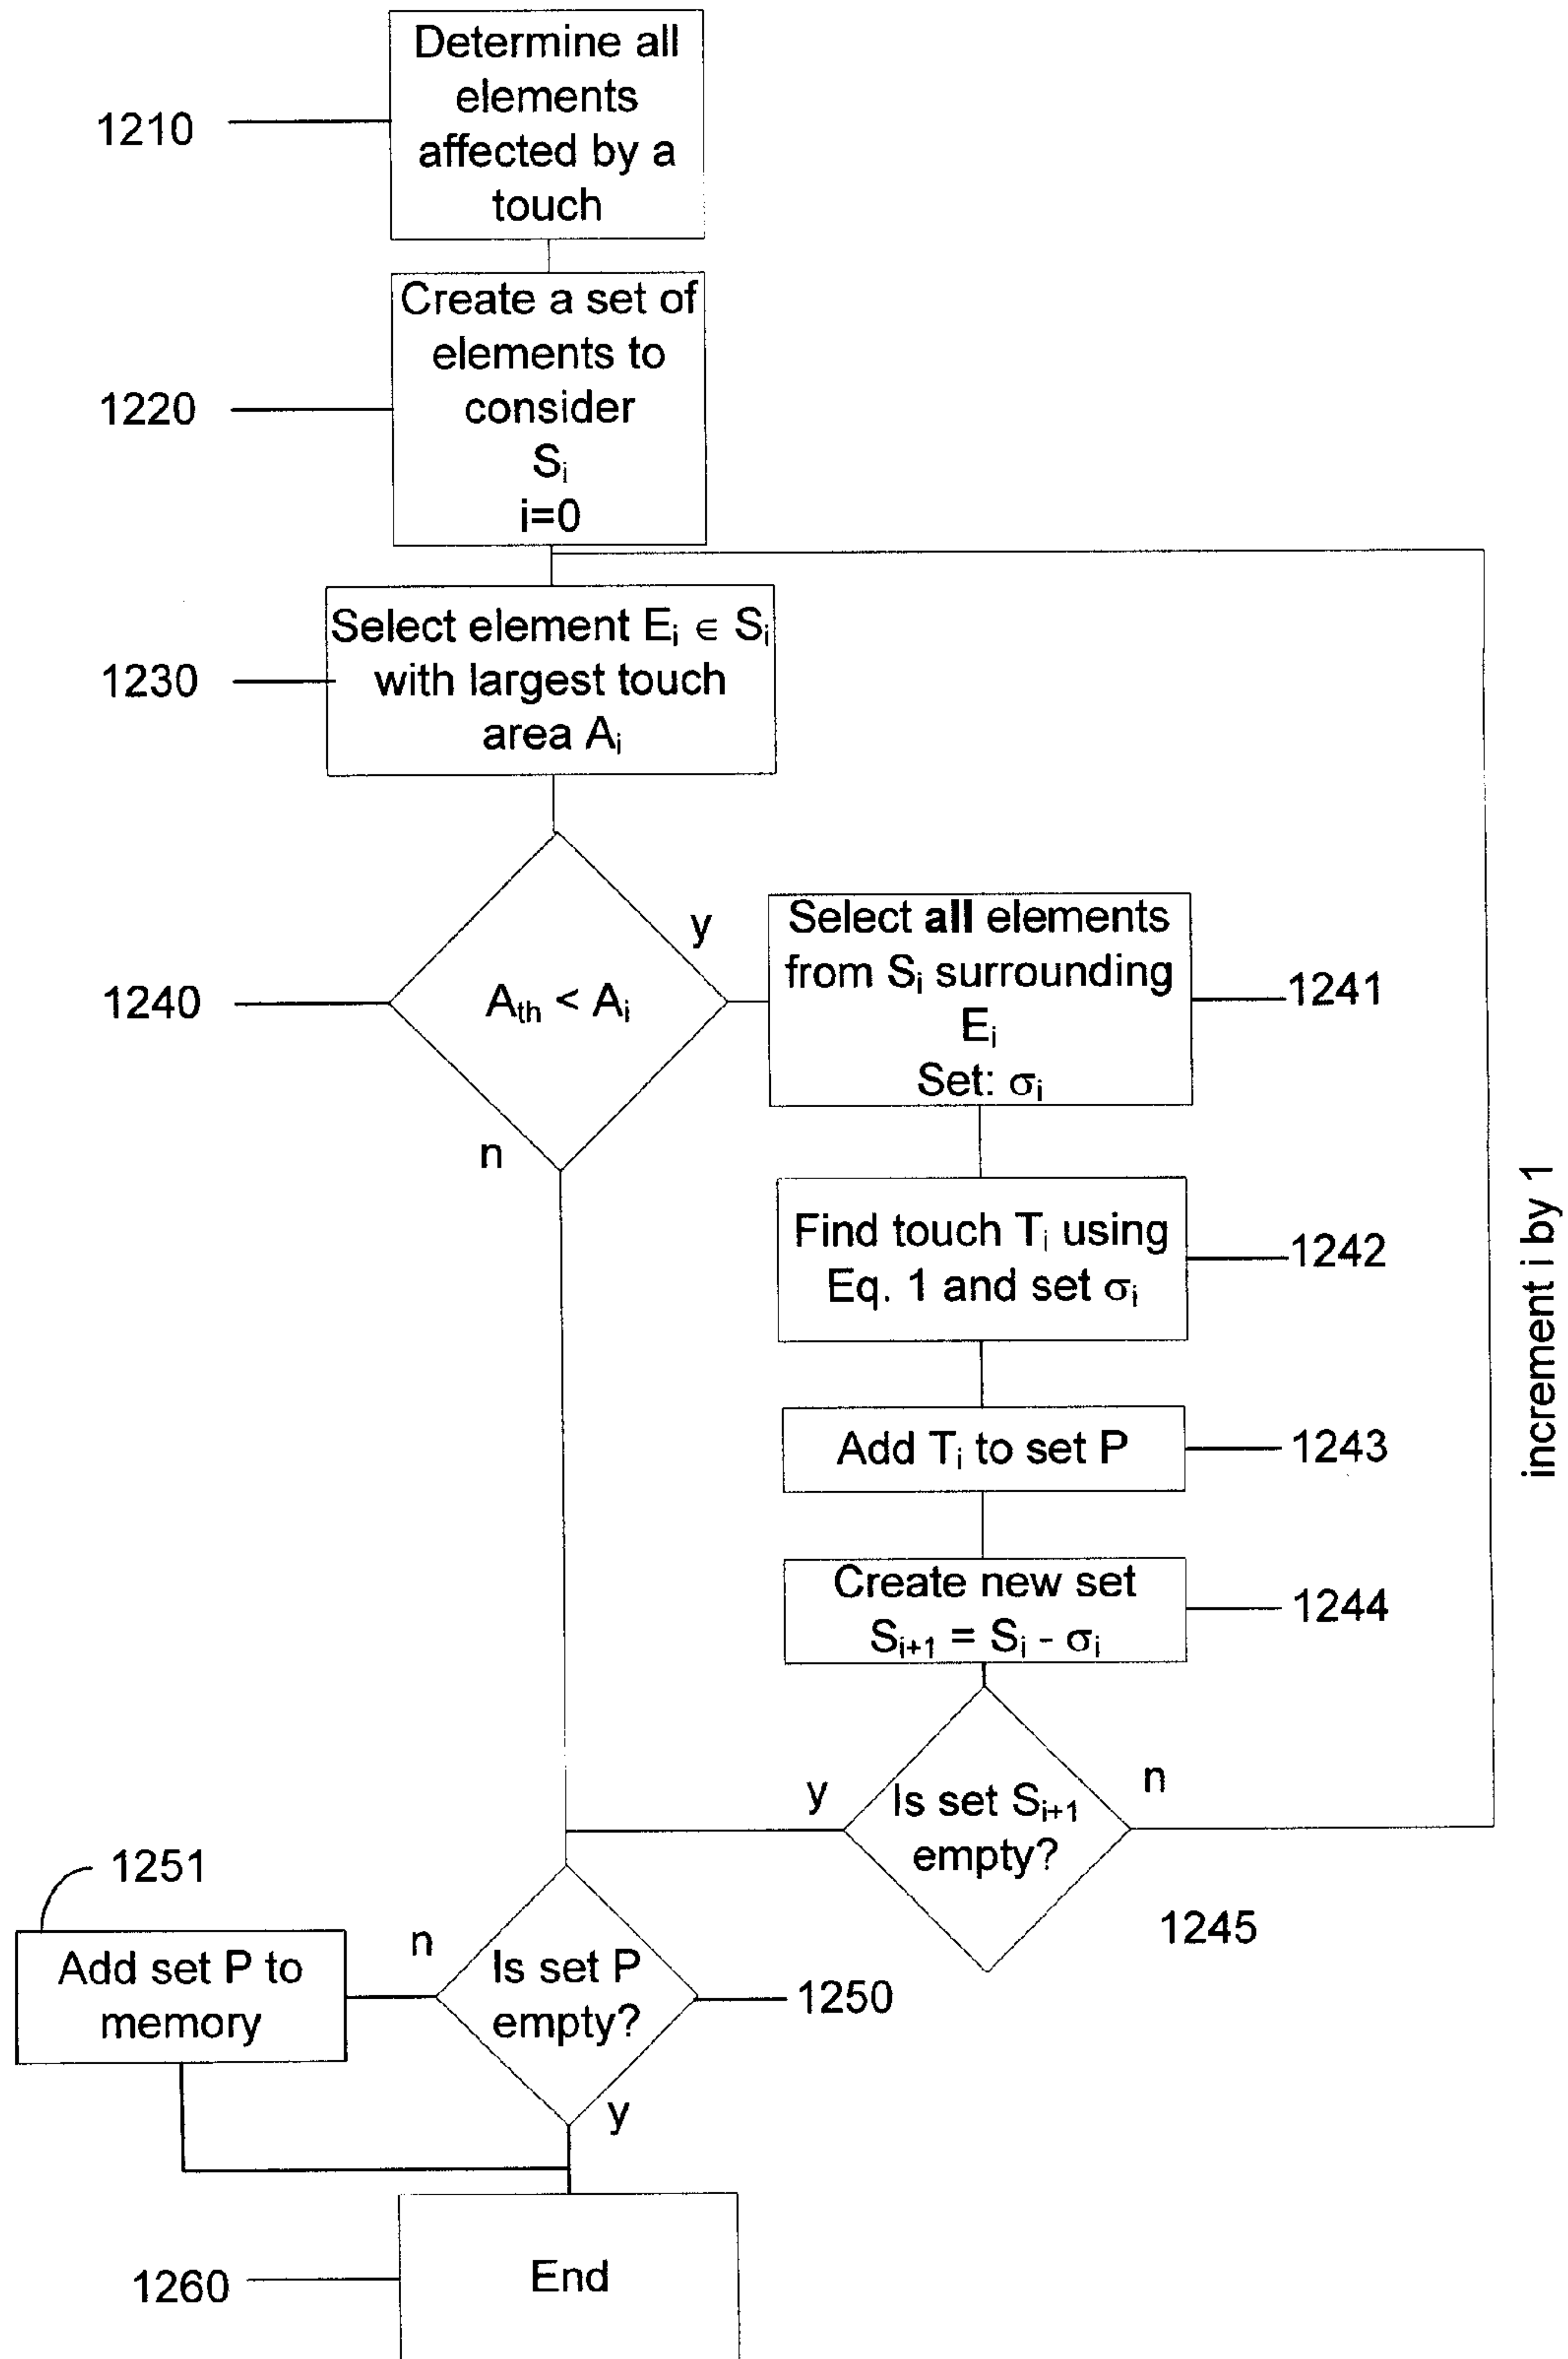 Determine all
elements
affected by a
touch
1210
Create a set of
elements to
consider
Sᵢ
i=0
1220
Select element Eᵢ ∈ Sᵢ
with largest touch
area Aᵢ
1230
A_th < Aᵢ
1240
y
n
Select all elements
from Sᵢ surrounding
Eᵢ
Set: σᵢ
1241
Find touch Tᵢ using
Eq. 1 and set σᵢ
1242
Add Tᵢ to set P
1243
Create new set
Sᵢ₊₁ = Sᵢ - σᵢ
1244
increment i by 1
Is set Sᵢ₊₁
empty?
y
n
1245
1251
Add set P to
memory
n
Is set P
empty?
1250
y
End
1260